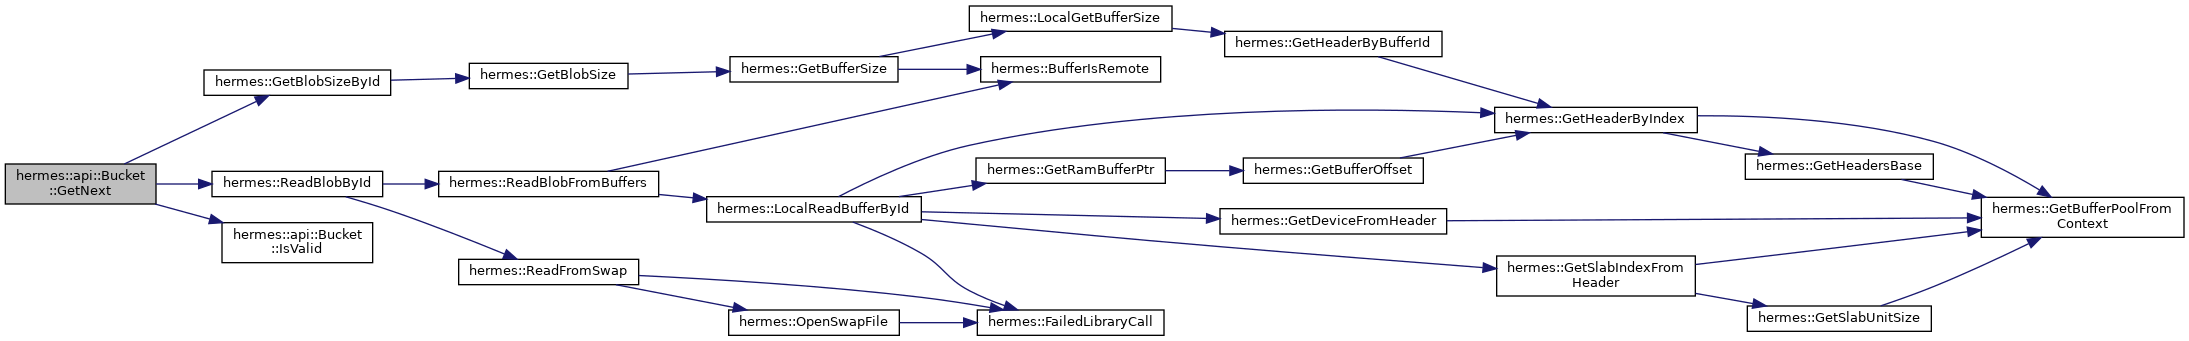 hermes::api::Bucket
::GetNext
hermes::GetBlobSizeById
hermes::ReadBlobById
hermes::api::Bucket
::IsValid
hermes::GetBlobSize
hermes::ReadBlobFromBuffers
hermes::ReadFromSwap
hermes::GetBufferSize
hermes::LocalReadBufferById
hermes::OpenSwapFile
hermes::LocalGetBufferSize
hermes::BufferIsRemote
hermes::GetRamBufferPtr
hermes::FailedLibraryCall
hermes::GetHeaderByBufferId
hermes::GetBufferOffset
hermes::GetDeviceFromHeader
hermes::GetHeaderByIndex
hermes::GetSlabIndexFrom
Header
hermes::GetHeadersBase
hermes::GetSlabUnitSize
hermes::GetBufferPoolFrom
Context